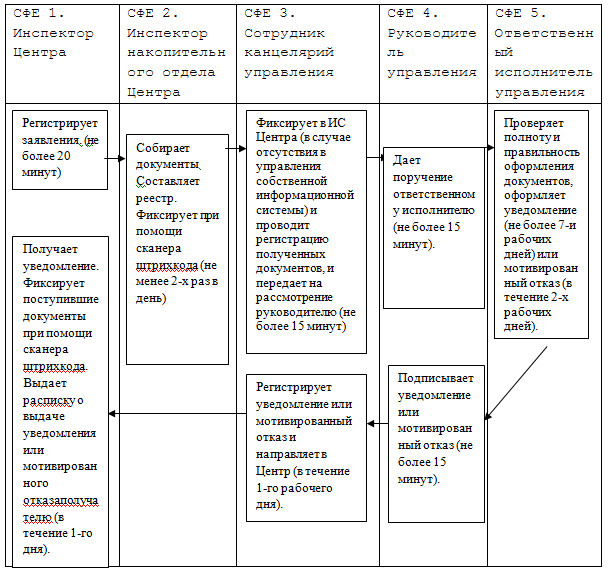 СФЕ 1.
Инспектор
Центра
СФЕ 2.
Инспектор
накопительн
ого отдела
Центра
СФЕ 3.
Сотрудник
канцелярий
управления
СФЕ 4.
Руководите
ль
управления
СФЕ 5.
Ответственн
ый
исполнитель
управления
Регистрирует
заявления, (не
более 20
минут)
Собирает
документы,
Составляет
реестр.
Фиксирует при
помощи
сканера
штрихкода (не
менее 2-х раз в
день)
Фиксирует в ИС
Центра (в случае
отсутствия в
управления
собственной
информационной
системы) и
проводит
регистрацию
полученных
документов, и
передает на
рассмотрение
руководителю (не
более 15 минут)
Дает
поручение
ответственном
у исполнителю
(не более 15
минут).
Проверяет
полноту и
правильность
оформления
документов,
оформляет
уведомление
(не более 7-и
рабочих
дней) или
мотивирован
ный отказ (в
течение 2-х
рабочих
дней).
Подписывает
уведомление
или
мотивирован
ный отказ (не
более 15
минут).
Регистрирует
уведомление или
мотивированный
отказ и
направляет в
Центр (в течение
1-го рабочего
дня).
Получает
уведомление.
Фиксирует
поступившие
документы
при помощи
сканера
штрихкода.
Выдает
расписку о
выдаче
уведомления
или
мотивирован
ного
отказаполуча
телю (в
течение 1-го
дня).